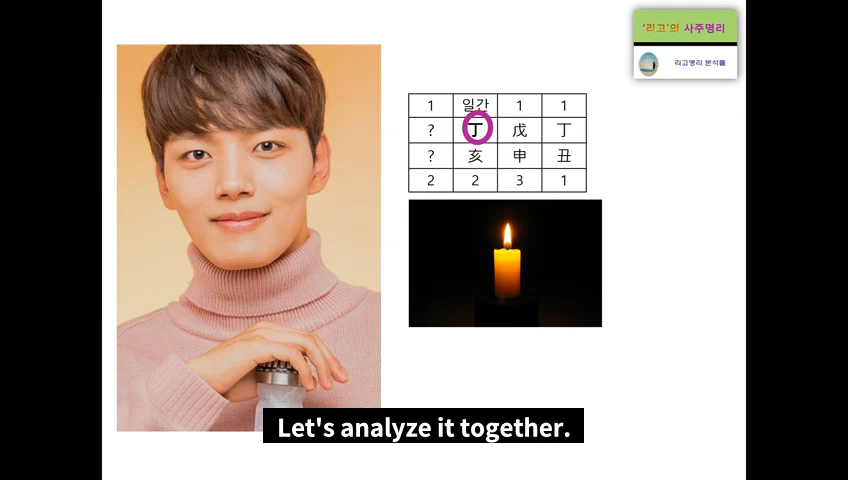 '리고'의 사주명리
리고명리 분석틀
1 일간 1 1
? 丁 戊 丁
? 亥 申 丑
2 2 3 1
Let's analyze it together.